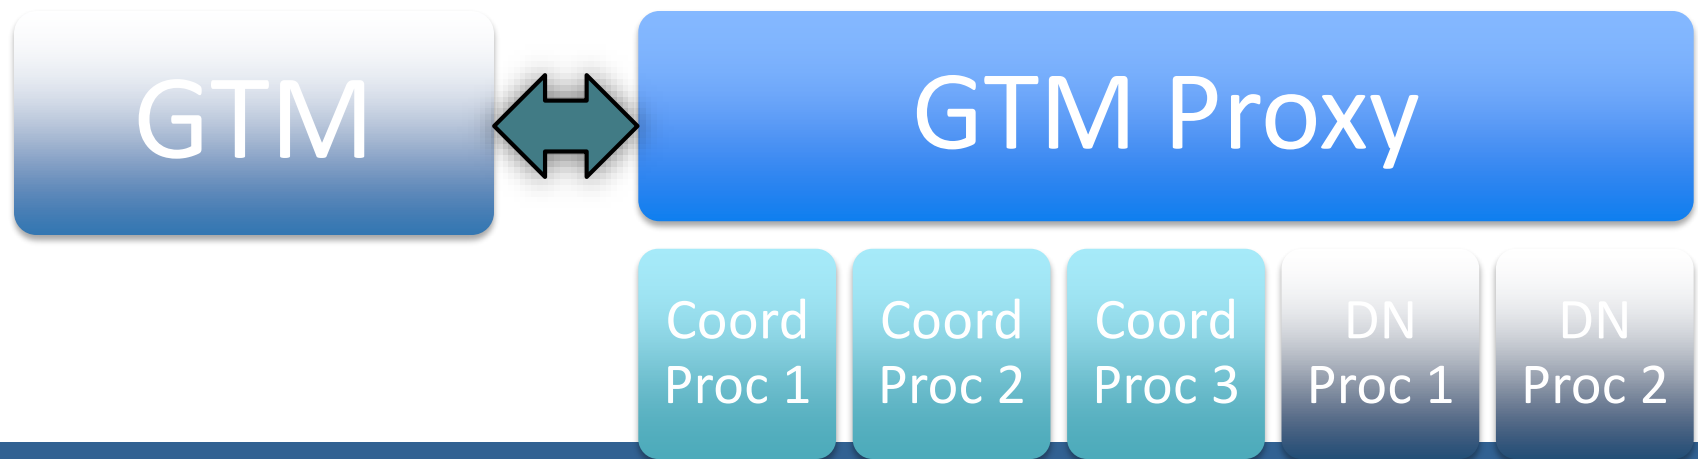 GTM
GTM Proxy
Coord
Proc 1
Coord
Proc 2
Coord
Proc 3
DN
Proc 1
DN
Proc 2